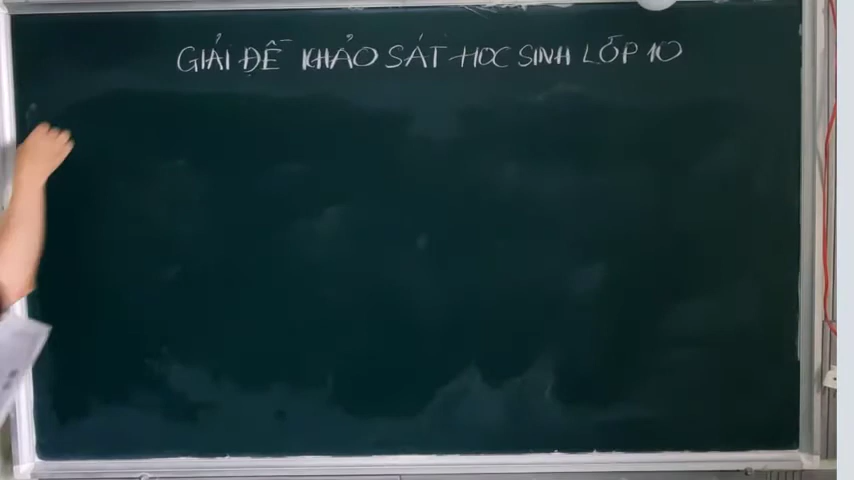 GIẢI ĐỀ KHẢO SÁT HỌC SINH LỚP 10